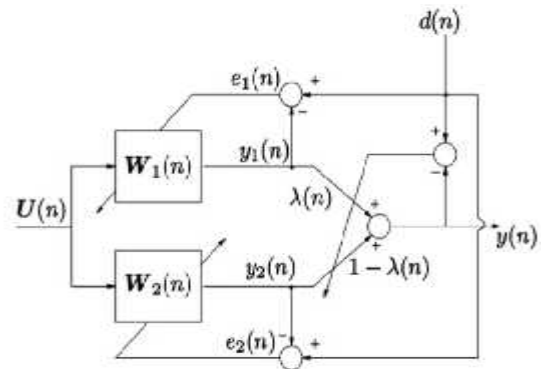 d(n)
e₁(n)
+
-
+
W₁(n)
y₁(n)
-
λ(n)
+
U(n)
+
y(n)
W₂(n)
y₂(n)
1 − λ(n)
e₂(n)
-
+